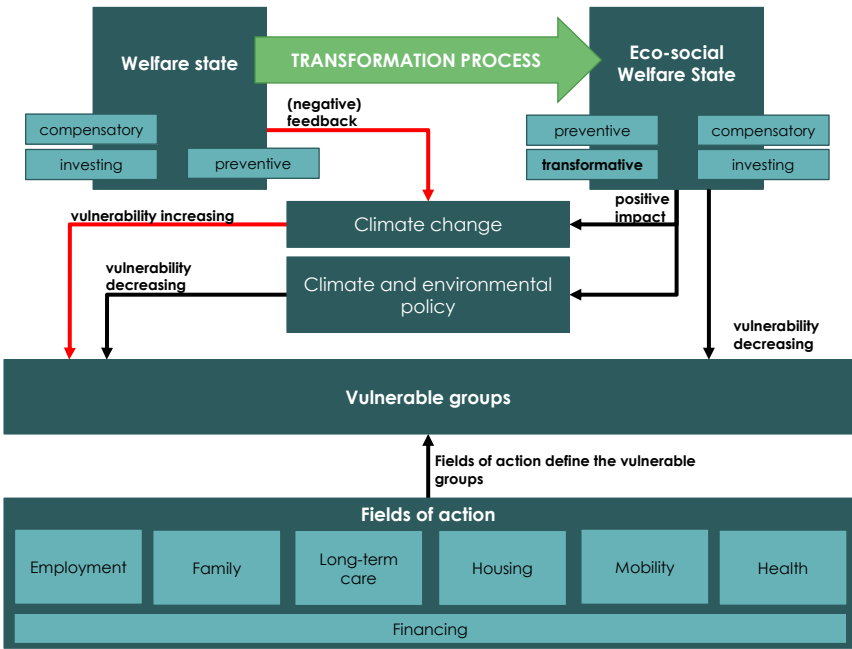 Welfare state
TRANSFORMATION PROCESS
Eco-social
Welfare State
compensatory
investing
preventive
(negative)
feedback
preventive
compensatory
transformative
investing
vulnerability increasing
Climate change
positive
impact
vulnerability
decreasing
Climate and environmental
policy
vulnerability
decreasing
Vulnerable groups
Fields of action define the vulnerable
groups
Fields of action
Employment
Family
Long-term
care
Housing
Mobility
Health
Financing